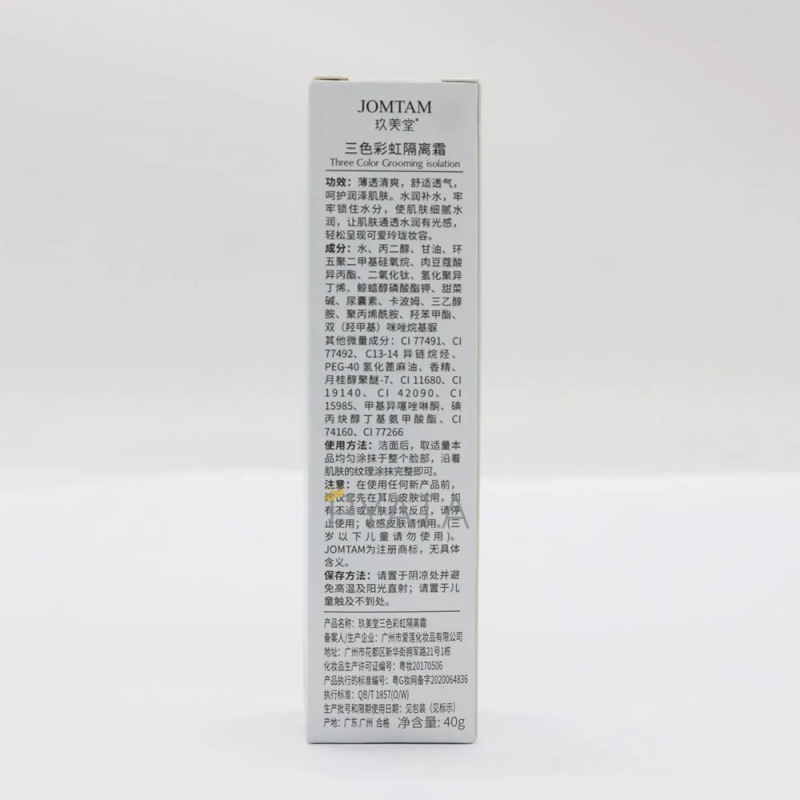 JOMTAM
玖美堂®
三色彩虹隔离霜
Three Color Grooming isolation
功效：薄透清爽，舒适透气，
呵护润泽肌肤。水润补水，牢
牢锁住水分，使肌肤细腻水
润，让肌肤通透水润有光感，
轻松呈现可爱玲珑妆容。
成分：水、丙二醇、甘油、环
五聚二甲基硅氧烷、肉豆蔻酸
异丙酯、二氧化钛、氢化聚异
丁烯、鲸蜡醇磷酸酯钾、甜菜
碱、尿囊素、卡波姆、三乙醇
胺、聚丙烯酰胺、羟苯甲酯、
双（羟甲基）咪唑烷基脲
其他微量成分：CI 77491、CI
77492、C13-14 异链烷烃、
PEG-40 氢化蓖麻油、香精、
月桂醇聚醚-7、CI 11680、CI
19140、CI 42090、CI
15985、甲基异噻唑啉酮、碘
丙炔醇丁基氨甲酸酯、CI
74160、CI 77266
使用方法：洁面后，取适量本
品均匀涂抹于整个脸部，沿着
肌肤的纹理涂抹完整即可。
注意：在使用任何新产品前，
建议您先在耳后皮肤试用，如
有不适或皮肤异常反应，请停
止使用；敏感皮肤请慎用。(三
岁以下儿童请勿使用)。
JOMTAM为注册商标，无具体
含义。
保存方法：请置于阴凉处并避
免高温及阳光直射；请置于儿
童触及不到处。
产品名称：玖美堂三色彩虹隔离霜
备案人/生产企业：广州市爱莲化妆品有限公司
地址：广州市花都区新华街拥军路21号1栋
化妆品生产许可证编号：粤妆20170506
产品执行的标准编号：粤G妆网备字2020064836
执行标准：QB/T 1857(O/W)
生产批号和限期使用日期：见包装（见标示）
产地：广东广州 合格 净含量: 40g